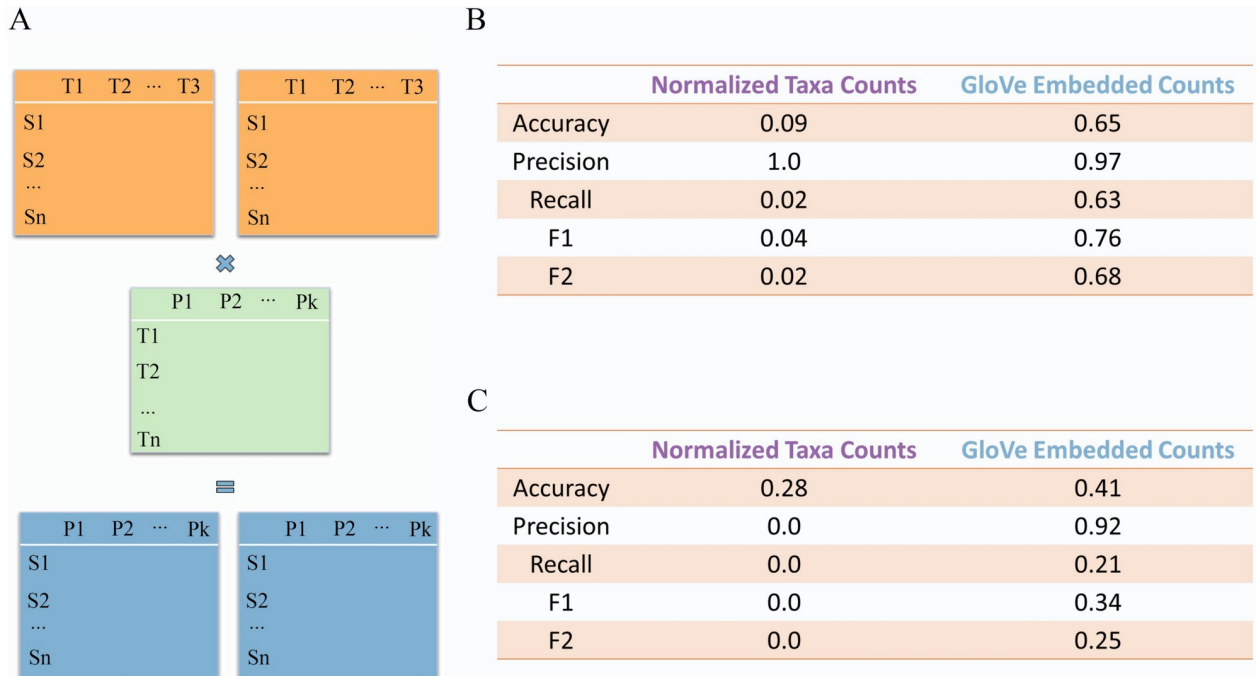 A
T1 T2 ... T3
S1
S2
...
Sn
T1 T2 ... T3
S1
S2
...
Sn
P1 P2 ... Pk
T1
T2
...
Tn
=
P1 P2 ... Pk
S1
S2
...
Sn
P1 P2 ... Pk
S1
S2
...
Sn
B
Normalized Taxa Counts GloVe Embedded Counts
Accuracy 0.09 0.65
Precision 1.0 0.97
Recall 0.02 0.63
F1 0.04 0.76
F2 0.02 0.68
C
Normalized Taxa Counts GloVe Embedded Counts
Accuracy 0.28 0.41
Precision 0.0 0.92
Recall 0.0 0.21
F1 0.0 0.34
F2 0.0 0.25